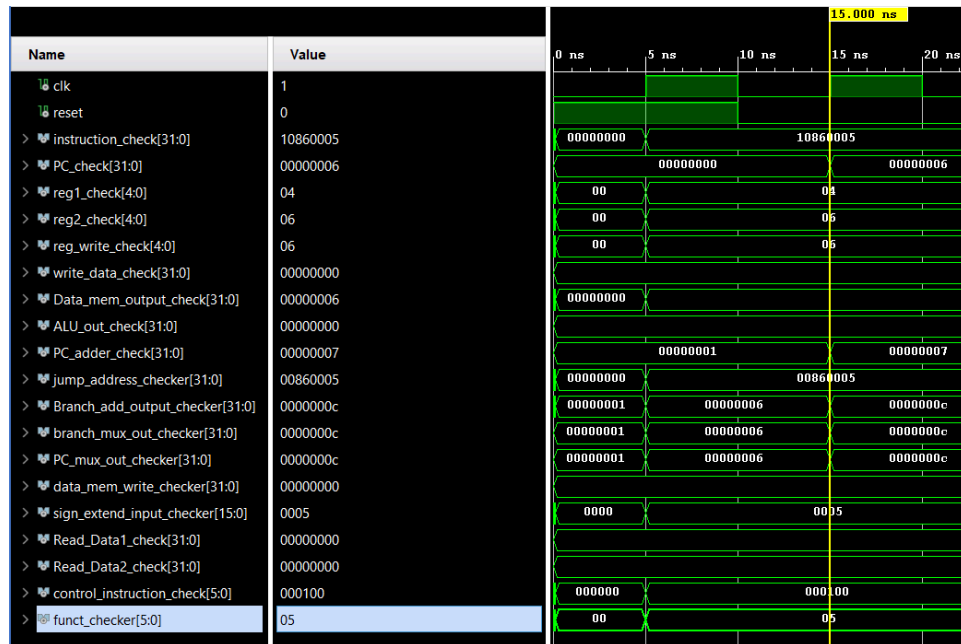 15.000 ns
Name Value 0 ns 5 ns 10 ns 15 ns 20 ns
clk 1
reset 0
instruction_check[31:0] 10860005 00000000 10860005
PC_check[31:0] 00000006 00000000 00000006
reg1_check[4:0] 04 00 04
reg2_check[4:0] 06 00 06
reg_write_check[4:0] 06 00 06
write_data_check[31:0] 00000000
Data_mem_output_check[31:0] 00000006 00000000
ALU_out_check[31:0] 00000000
PC_adder_check[31:0] 00000007 00000001 00000007
jump_address_checker[31:0] 00860005 00000000 00860005
Branch_add_output_checker[31:0] 0000000c 00000001 00000006 0000000c
branch_mux_out_checker[31:0] 0000000c 00000001 00000006 0000000c
PC_mux_out_checker[31:0] 0000000c 00000001 00000006 0000000c
data_mem_write_checker[31:0] 00000000
sign_extend_input_checker[15:0] 0005 0000 0005
Read_Data1_check[31:0] 00000000
Read_Data2_check[31:0] 00000000
control_instruction_check[5:0] 000100 000000 000100
funct_checker[5:0] 05 00 05